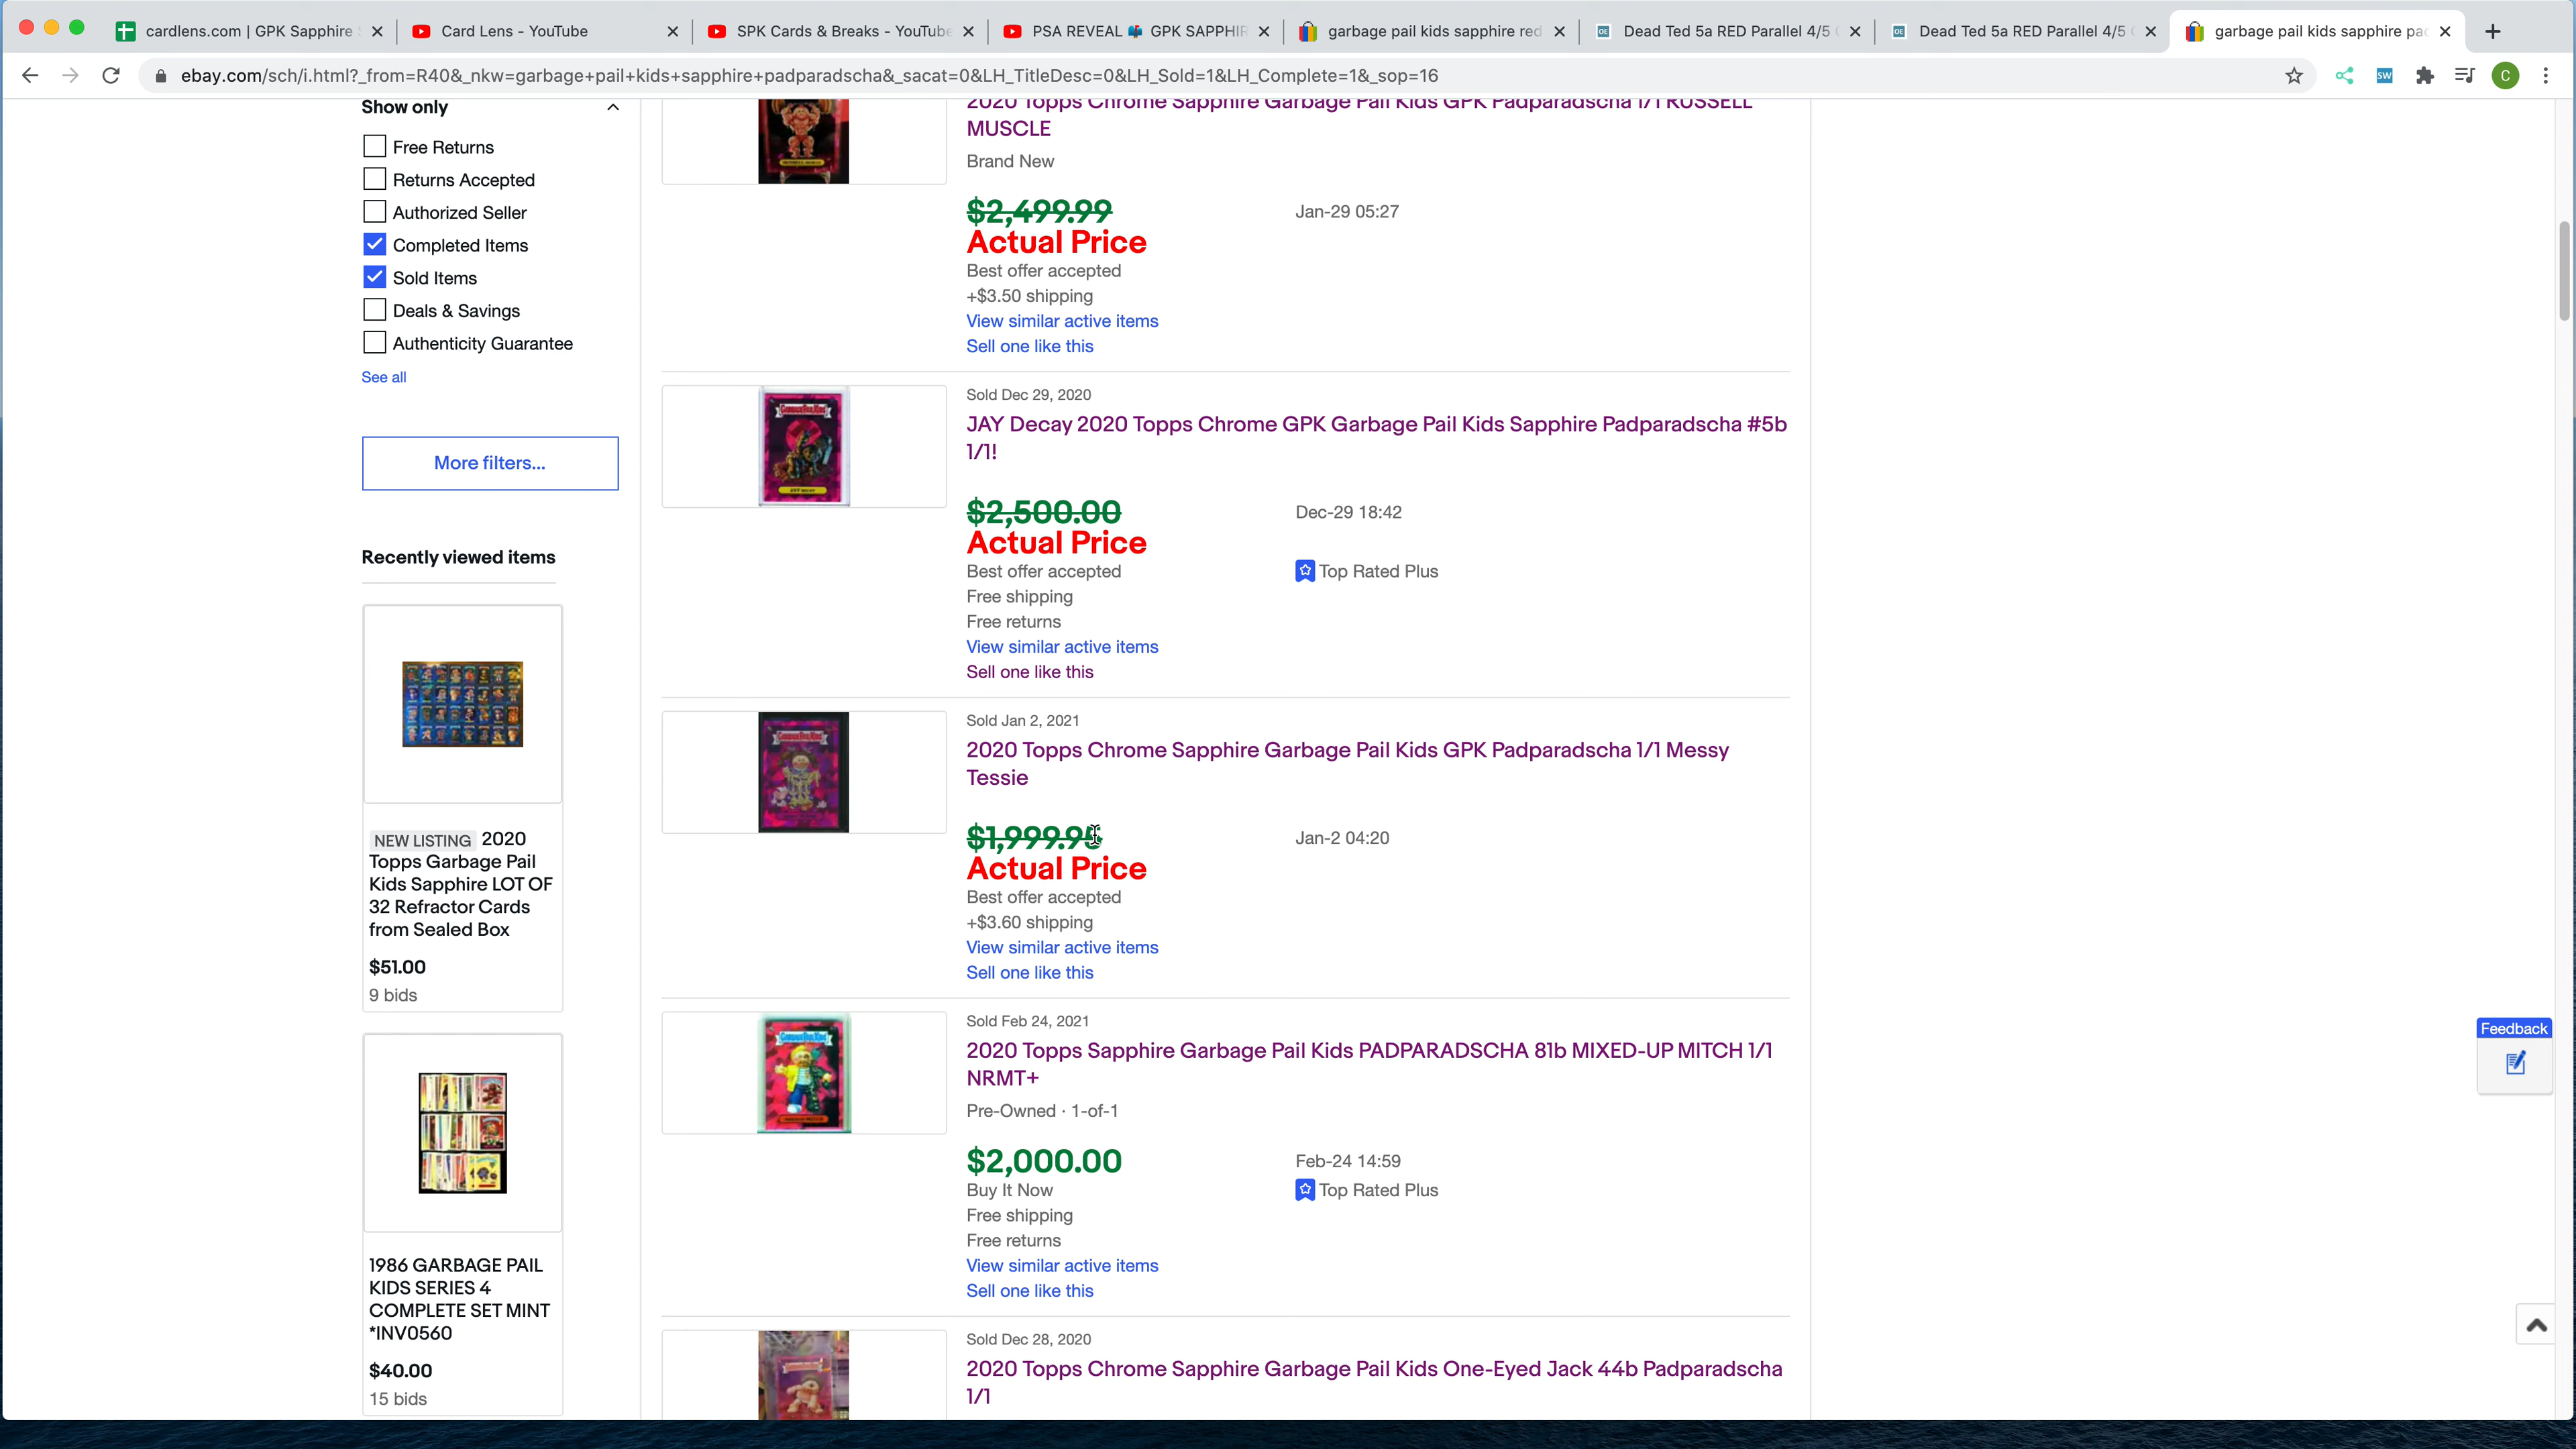 cardlens.com | GPK Sapphire
Card Lens - YouTube
SPK Cards & Breaks - YouTube
PSA REVEAL GPK SAPPHIR
garbage pail kids sapphire red
Dead Ted 5a RED Parallel 4/5
Dead Ted 5a RED Parallel 4/5
garbage pail kids sapphire pad
ebay.com/sch/i.html?_from=R40&_nkw=garbage+pail+kids+sapphire+padparadscha&_sacat=0&LH_TitleDesc=0&LH_Sold=1&LH_Complete=1&_sop=16
SW
C
Show only
Free Returns
Returns Accepted
Authorized Seller
Completed Items
Sold Items
Deals & Savings
Authenticity Guarantee
See all
More filters...
Recently viewed items
NEW LISTING 2020
Topps Garbage Pail
Kids Sapphire LOT OF
32 Refractor Cards
from Sealed Box
$51.00
9 bids
1986 GARBAGE PAIL
KIDS SERIES 4
COMPLETE SET MINT
*INV0560
$40.00
15 bids
2020 Topps Chrome Sapphire Garbage Pail Kids GPK Padparadscha 1/1 RUSSELL
MUSCLE
Brand New
$2,499.99
Jan-29 05:27
Actual Price
Best offer accepted
+$3.50 shipping
View similar active items
Sell one like this
Sold Dec 29, 2020
JAY Decay 2020 Topps Chrome GPK Garbage Pail Kids Sapphire Padparadscha #5b
1/1!
$2,500.00
Dec-29 18:42
Actual Price
Best offer accepted
Top Rated Plus
Free shipping
Free returns
View similar active items
Sell one like this
Sold Jan 2, 2021
2020 Topps Chrome Sapphire Garbage Pail Kids GPK Padparadscha 1/1 Messy
Tessie
$1,999.95
Jan-2 04:20
Actual Price
Best offer accepted
+$3.60 shipping
View similar active items
Sell one like this
Sold Feb 24, 2021
2020 Topps Sapphire Garbage Pail Kids PADPARADSCHA 81b MIXED-UP MITCH 1/1
NRMT+
Pre-Owned · 1-of-1
$2,000.00
Feb-24 14:59
Buy It Now
Top Rated Plus
Free shipping
Free returns
View similar active items
Sell one like this
Sold Dec 28, 2020
2020 Topps Chrome Sapphire Garbage Pail Kids One-Eyed Jack 44b Padparadscha
1/1
Feedback